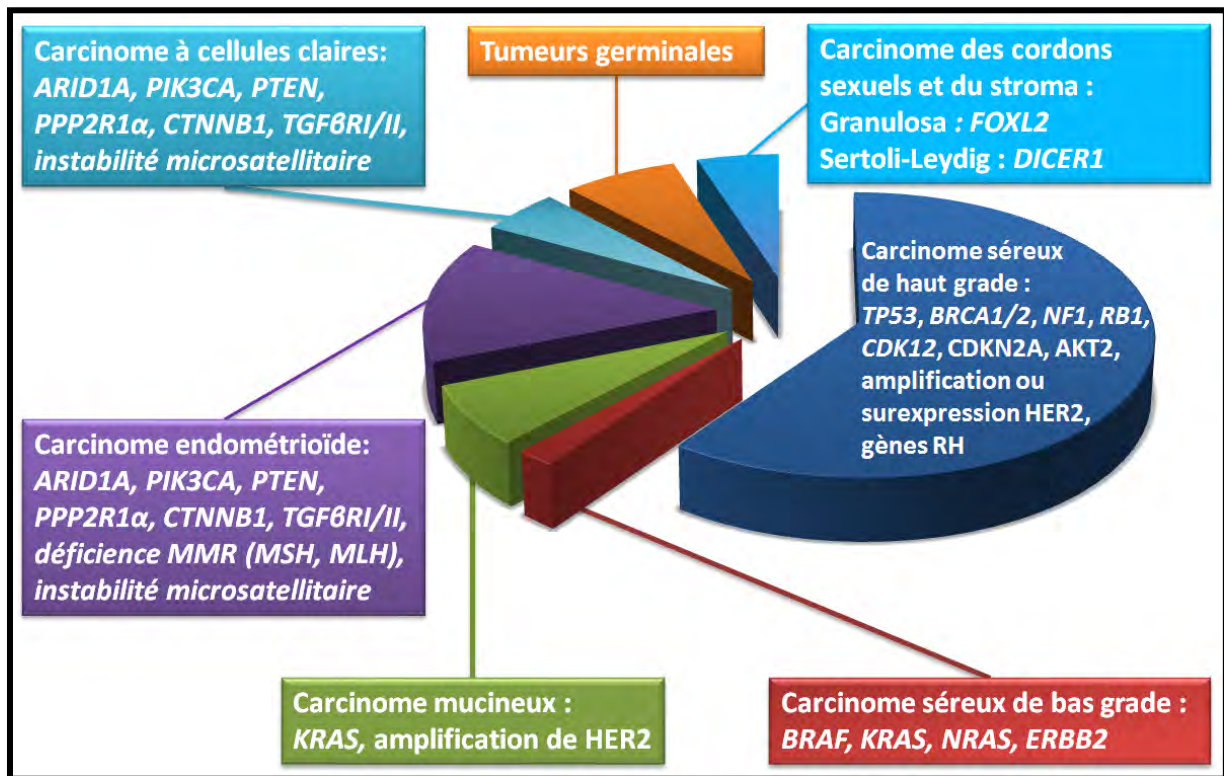 Carcinome à cellules claires:
ARID1A, PIK3CA, PTEN,
PPP2R1α, CTNNB1, TGFβRI/II,
instabilité microsatellitaire
Tumeurs germinales
Carcinome des cordons
sexuels et du stroma :
Granulosa : FOXL2
Sertoli-Leydig : DICER1
Carcinome séreux
de haut grade :
TP53, BRCA1/2, NF1, RB1,
CDK12, CDKN2A, AKT2,
amplification ou
surexpression HER2,
gènes RH
Carcinome endométrioïde:
ARID1A, PIK3CA, PTEN,
PPP2R1α, CTNNB1, TGFβRI/II,
déficience MMR (MSH, MLH),
instabilité microsatellitaire
Carcinome mucineux :
KRAS, amplification de HER2
Carcinome séreux de bas grade :
BRAF, KRAS, NRAS, ERBB2